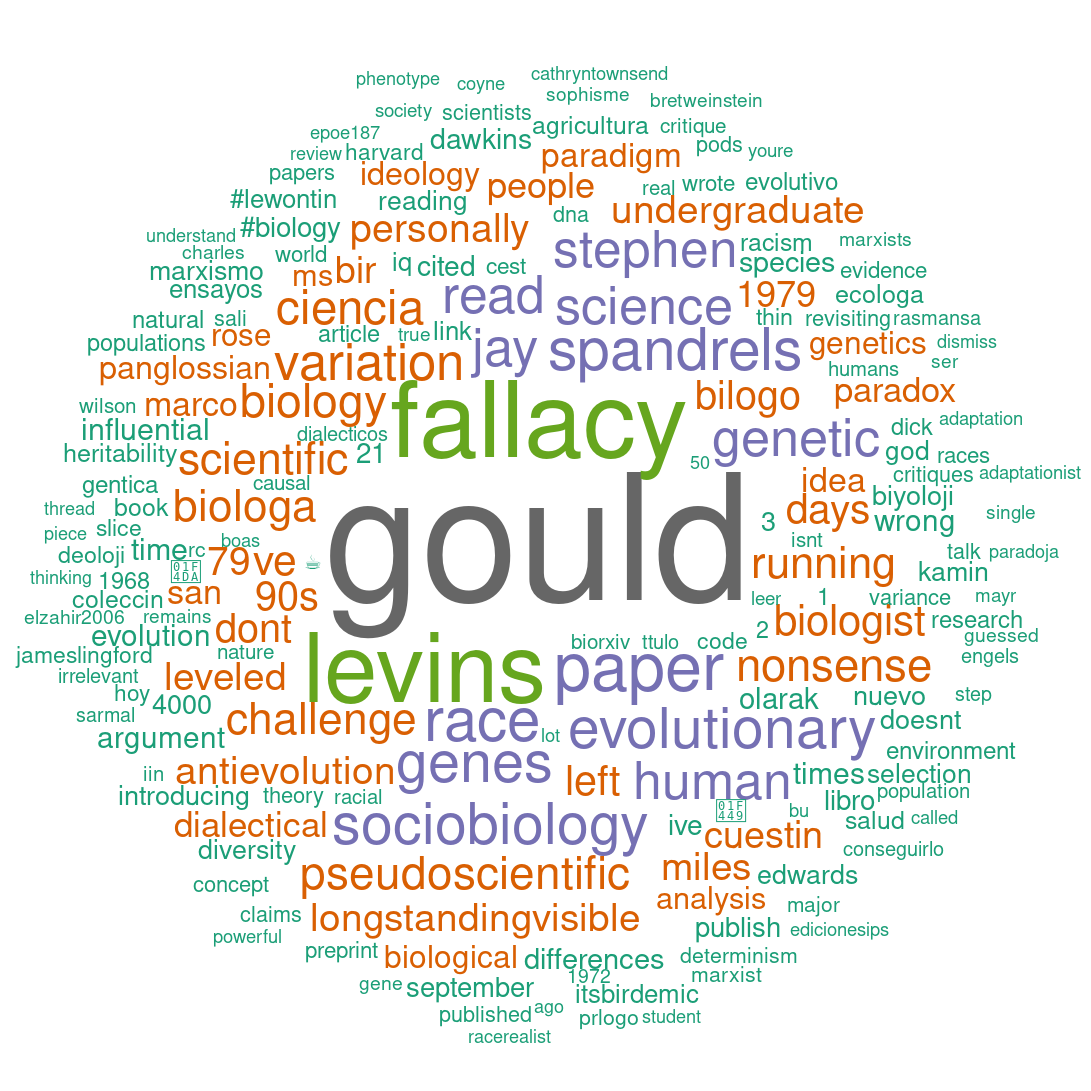 phenotype coyne cathryntownsend
sophisme bretweinstein
society scientists agricultura critique
epoe187 dawkins pods youre
review harvard paradigm
papers ideology people real wrote evolutivo
#lewontin reading dna undergraduate
#biology personally stephen racism marxists
understand
charles world iq cited cest species evidence
marxismo ms bir read science 1979 ecologa
ensayos
natural sali ciencia article true link thin revisiting rasmansa
populations rose jay spandrels genetics dismiss
panglossian variation humans ser
wilson marco biology fallacy bilogo paradox
influential dialecticos genetic dick adaptation
heritability scientific 21 50 god races
gentica causal idea critiques adaptationist
thread book biologa gould days biyoloji single
piece slice boas 3 isnt wrong
deoloji time rc 79 ve ☕ running talk paradoja
thinking 1968 01F4DA kamin
coleccin san 90s leer 1 variance mayr
elzahir2006 remains biologist research
evolution dont biorxiv ttulo code 2 guessed
jameslingford nature levins paper nonsense engels
irrelevant leveled
hoy 4000 olarak nuevo step
sarmal challenge race evolutionary doesnt
argument lot environment
iin antievolution genes left human times selection
introducing theory racial 01F449 bu libro population
dialectical sociobiology ive cuestin salud called
diversity conseguirlo
concept pseudoscientific miles edwards
claims longstandingvisible analysis major
powerful publish edicionesips
preprint biological differences determinism
gene september 1972 marxist
itsbirdemic
published ago prlogo student
racerealist